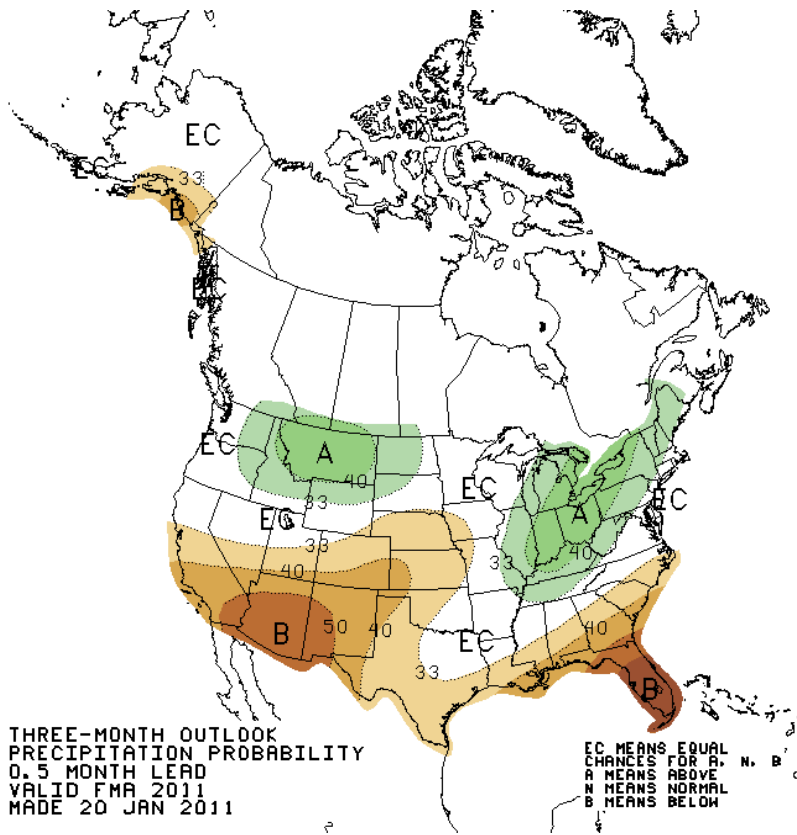 EC
EC
33
B
EC
EC
A
40
33
EC
A
EC
EC
33
40
33
40
B
50
40
EC
40
33
B
THREE-MONTH OUTLOOK
PRECIPITATION PROBABILITY
0.5 MONTH LEAD
VALID FMA 2011
MADE 20 JAN 2011
EC MEANS EQUAL
CHANCES FOR A, N, B
A MEANS ABOVE
N MEANS NORMAL
B MEANS BELOW